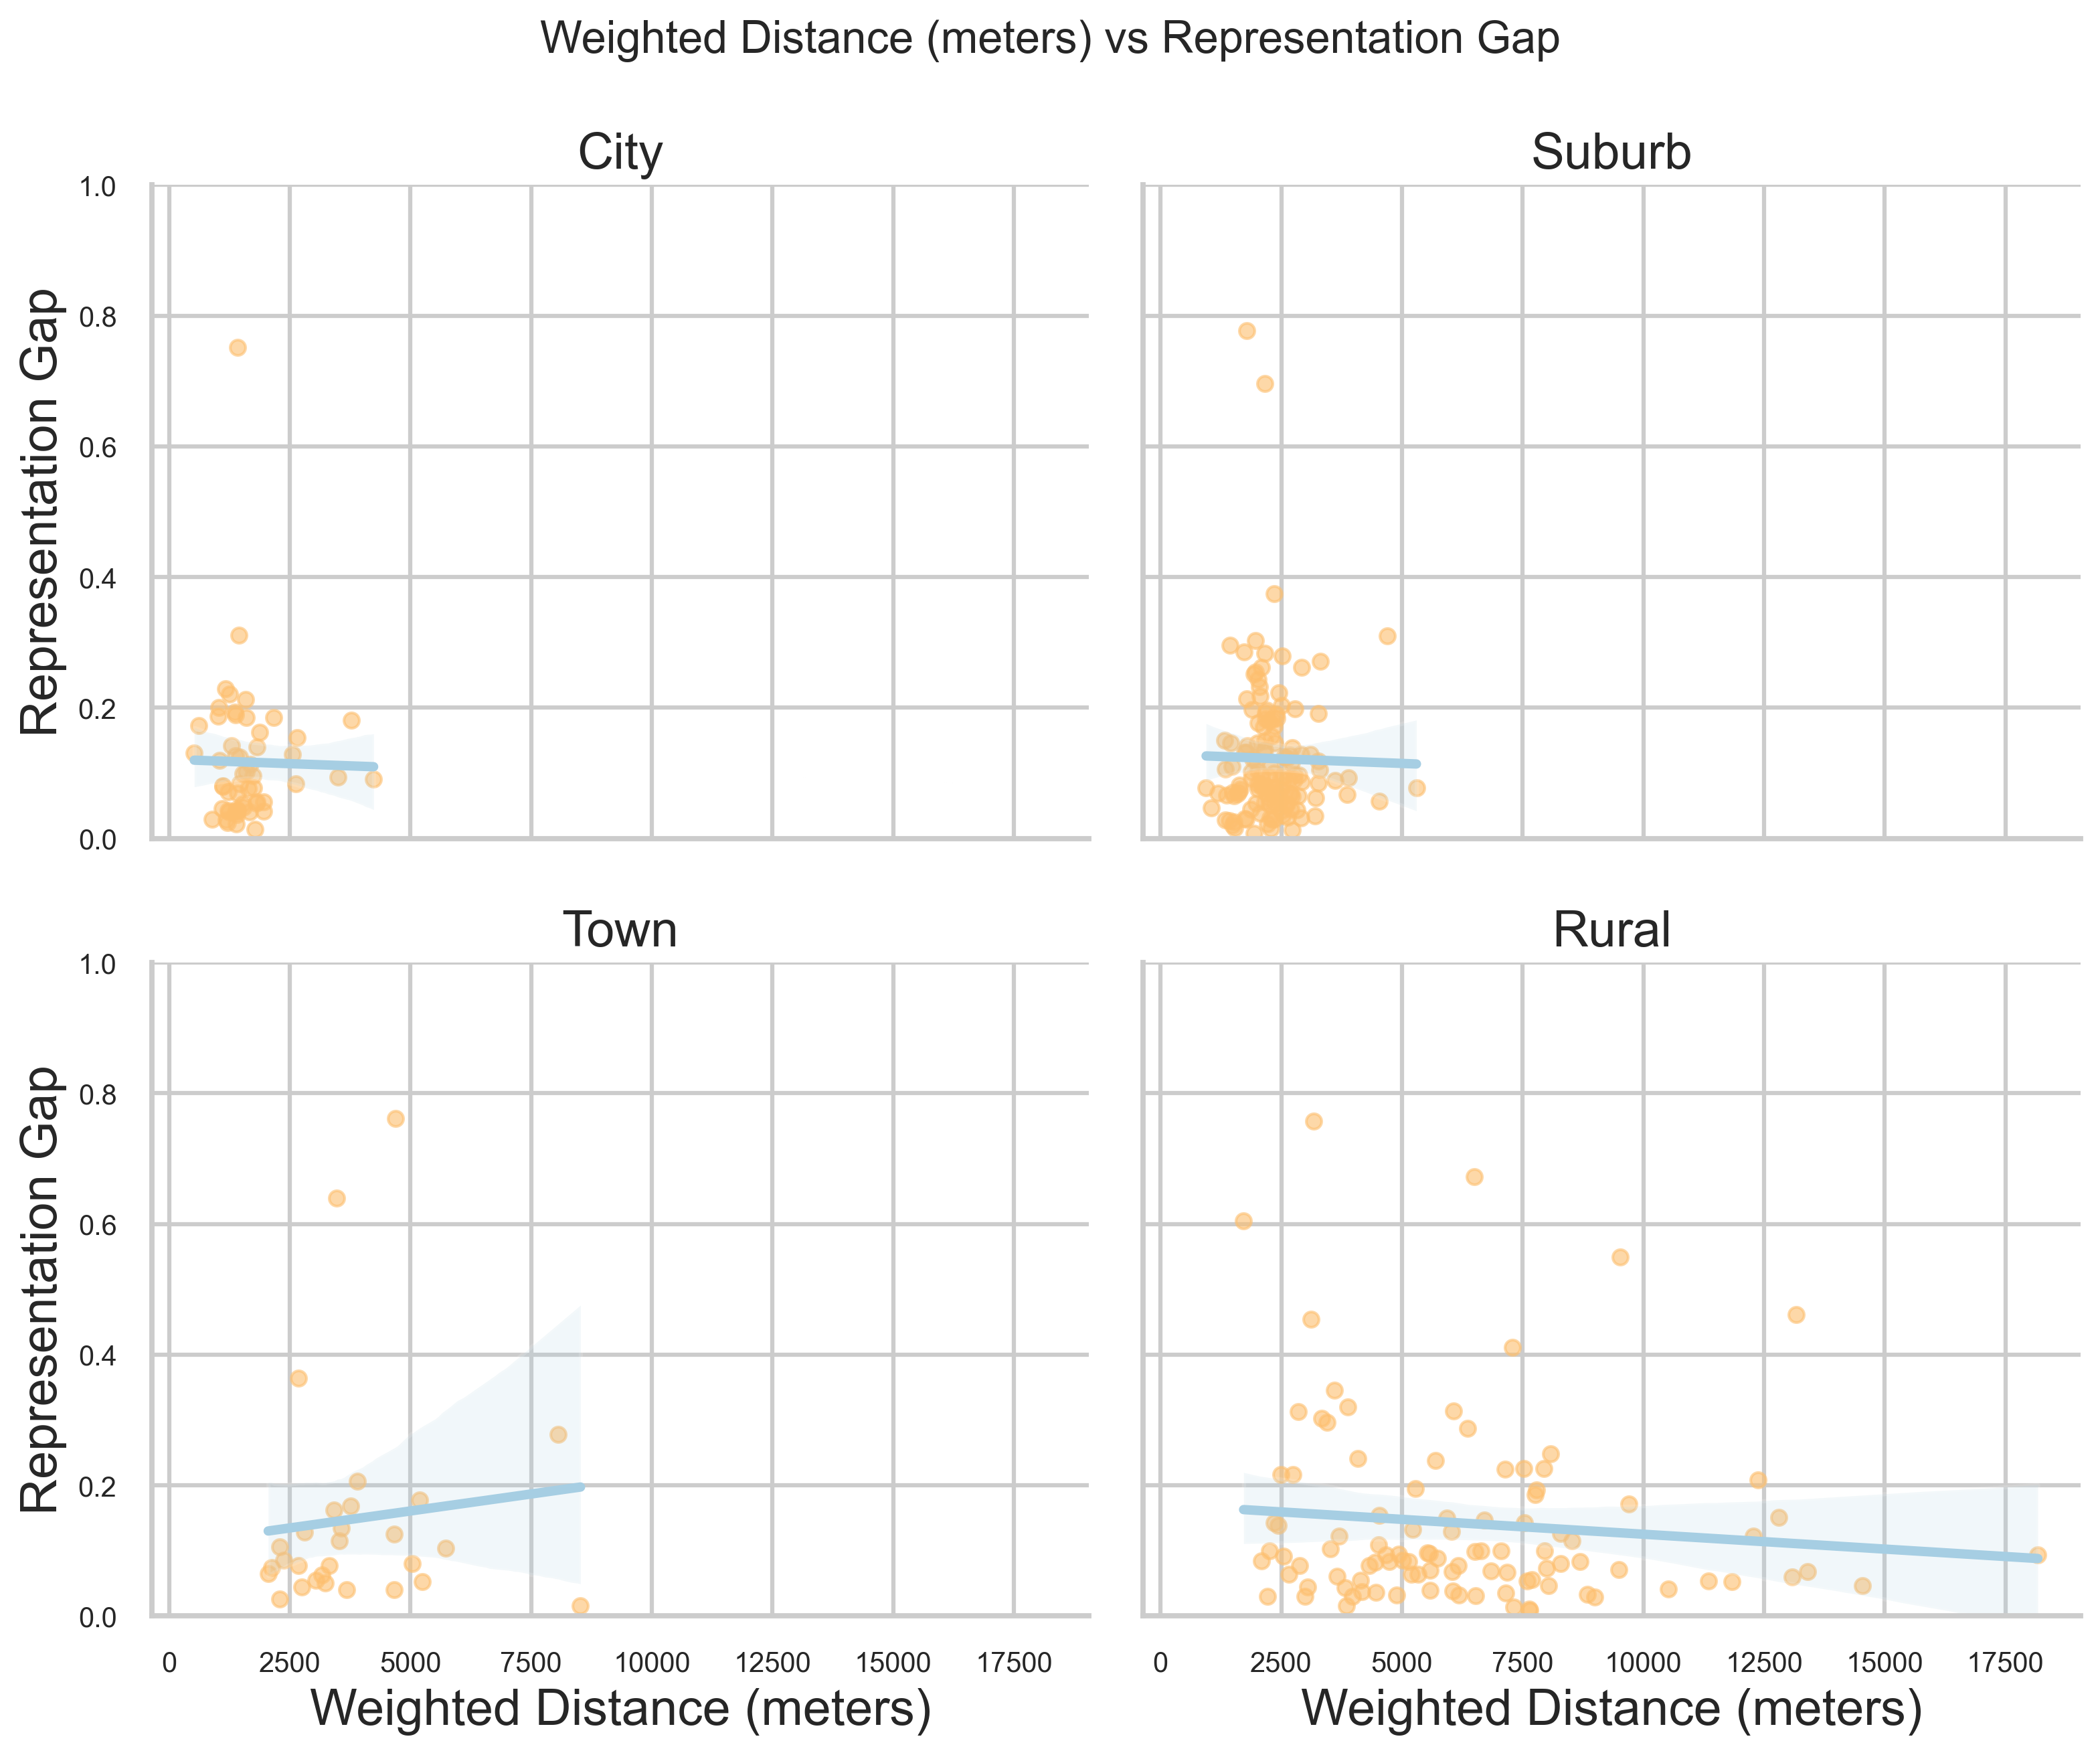 Weighted Distance (meters) vs Representation Gap
City
Suburb
1.0
0.8
0.6
0.4
0.2
0.0
Representation Gap
Town
Rural
1.0
0.8
0.6
0.4
0.2
0.0
Representation Gap
0 2500 5000 7500 10000 12500 15000 17500
0 2500 5000 7500 10000 12500 15000 17500
Weighted Distance (meters)
Weighted Distance (meters)